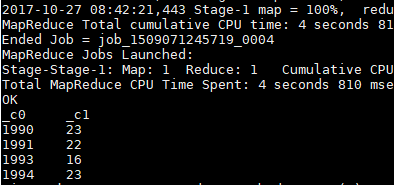 2017-10-27 08:42:21,443 Stage-1 map = 100%, redu
MapReduce Total cumulative CPU time: 4 seconds 81
Ended Job = job_1509071245719_0004
MapReduce Jobs Launched:
Stage-Stage-1: Map: 1 Reduce: 1 Cumulative CPU
Total MapReduce CPU Time Spent: 4 seconds 810 mse
OK
_c0 _c1
1990 23
1991 22
1993 16
1994 23